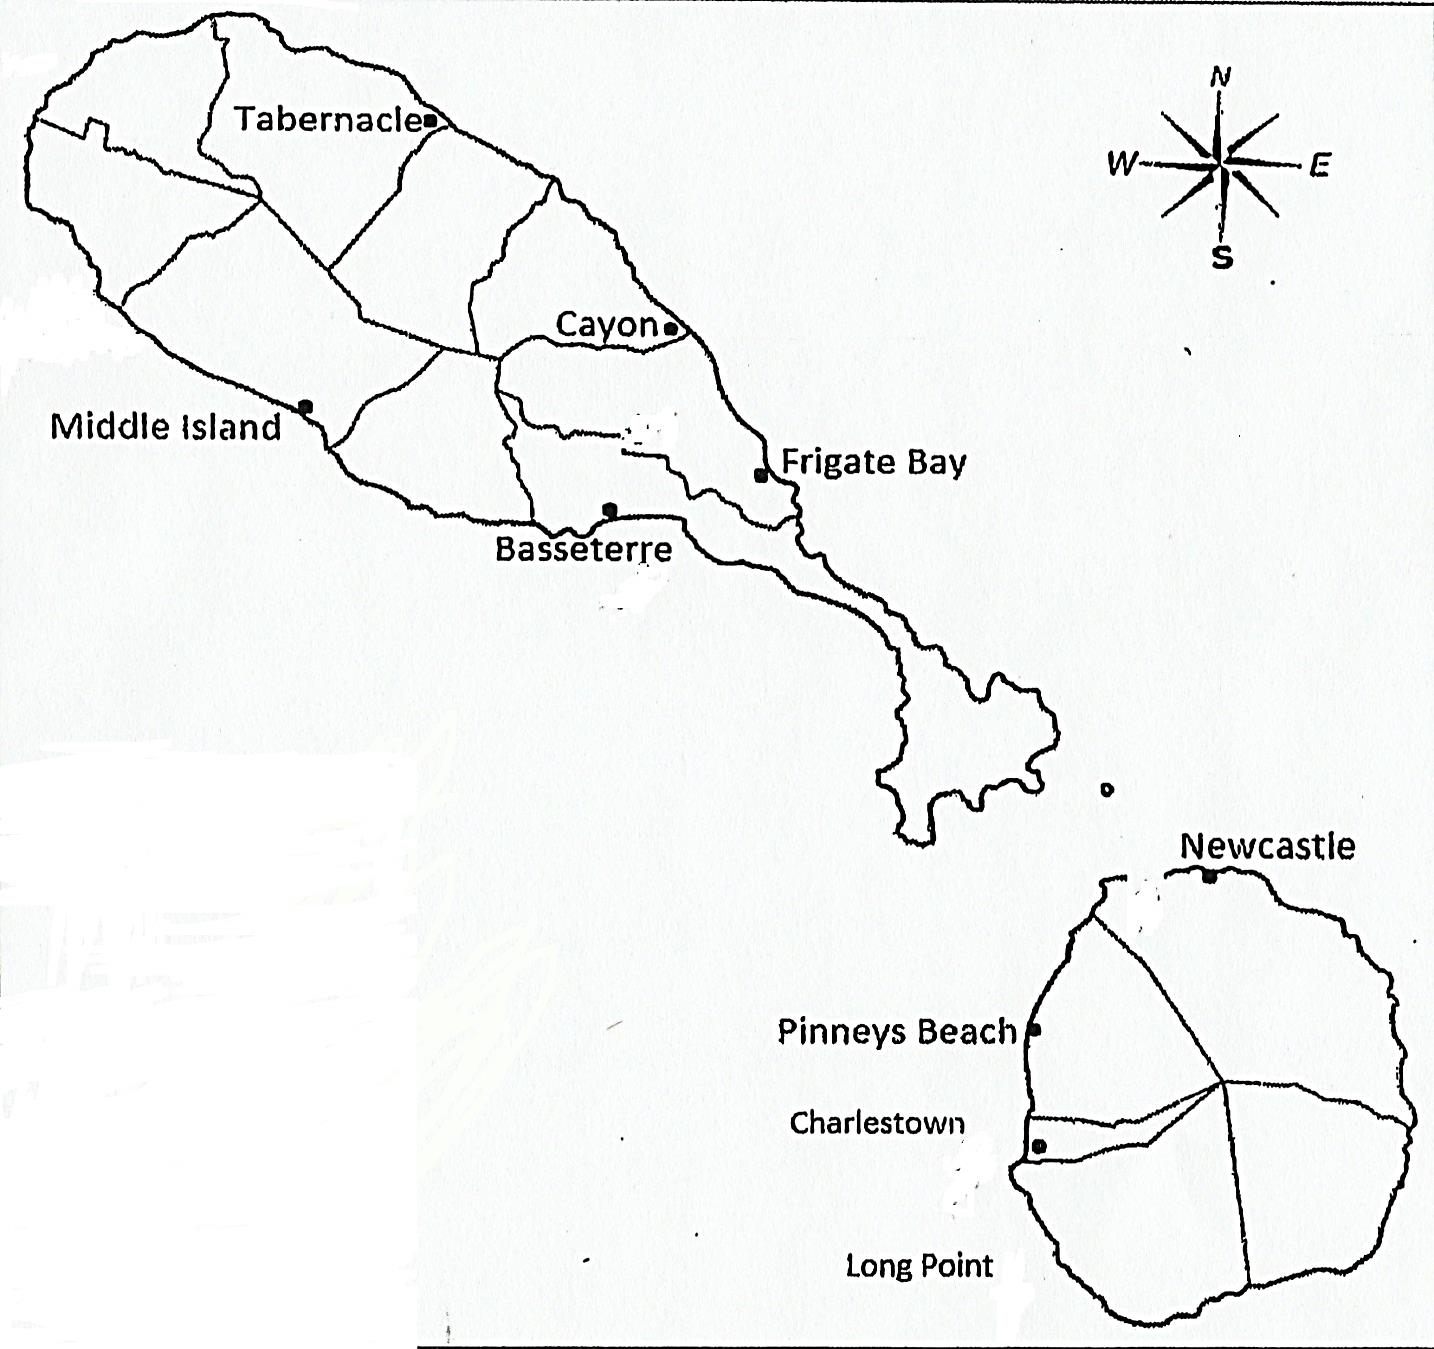 N
Tabernacle
W E
S
Cayon
Middle Island
Frigate Bay
Basseterre
Newcastle
Pinneys Beach
Charlestown
Long Point